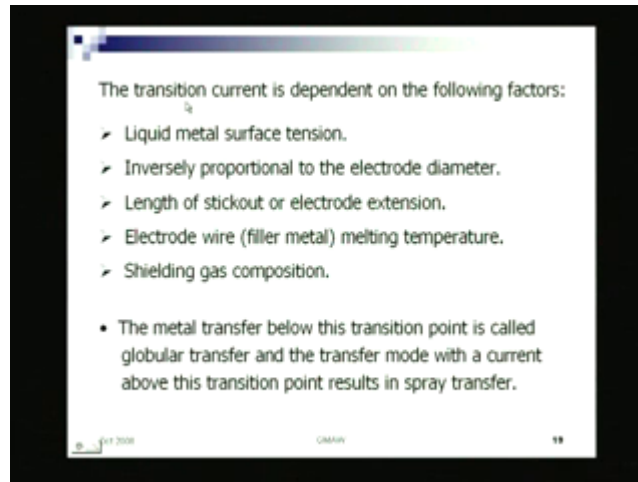 The transition current is dependent on the following factors:
➢ Liquid metal surface tension.
➢ Inversely proportional to the electrode diameter.
➢ Length of stickout or electrode extension.
➢ Electrode wire (filler metal) melting temperature.
➢ Shielding gas composition.
• The metal transfer below this transition point is called
globular transfer and the transfer mode with a current
above this transition point results in spray transfer.
GMAW
19